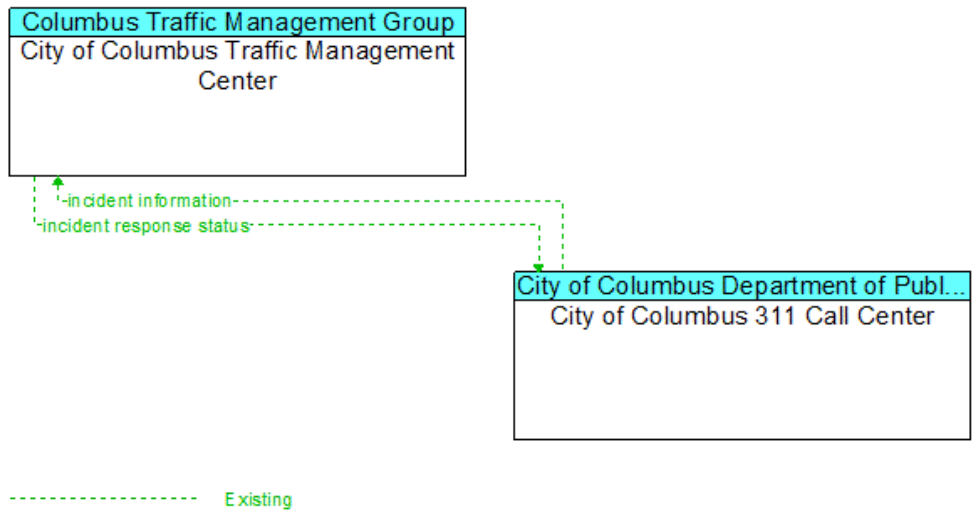 Columbus Traffic Management Group
City of Columbus Traffic Management
Center
incident information
incident response status
City of Columbus Department of Publ...
City of Columbus 311 Call Center
Existing